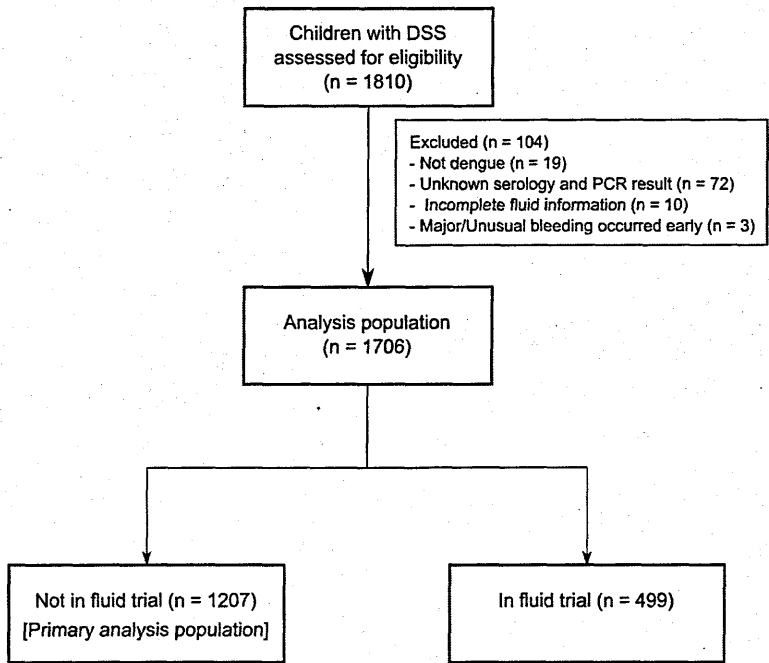 Children with DSS
assessed for eligibility
(n = 1810)
Excluded (n = 104)
- Not dengue (n = 19)
- Unknown serology and PCR result (n = 72)
- Incomplete fluid information (n = 10)
- Major/Unusual bleeding occurred early (n = 3)
Analysis population
(n = 1706)
Not in fluid trial (n = 1207)
[Primary analysis population]
In fluid trial (n = 499)